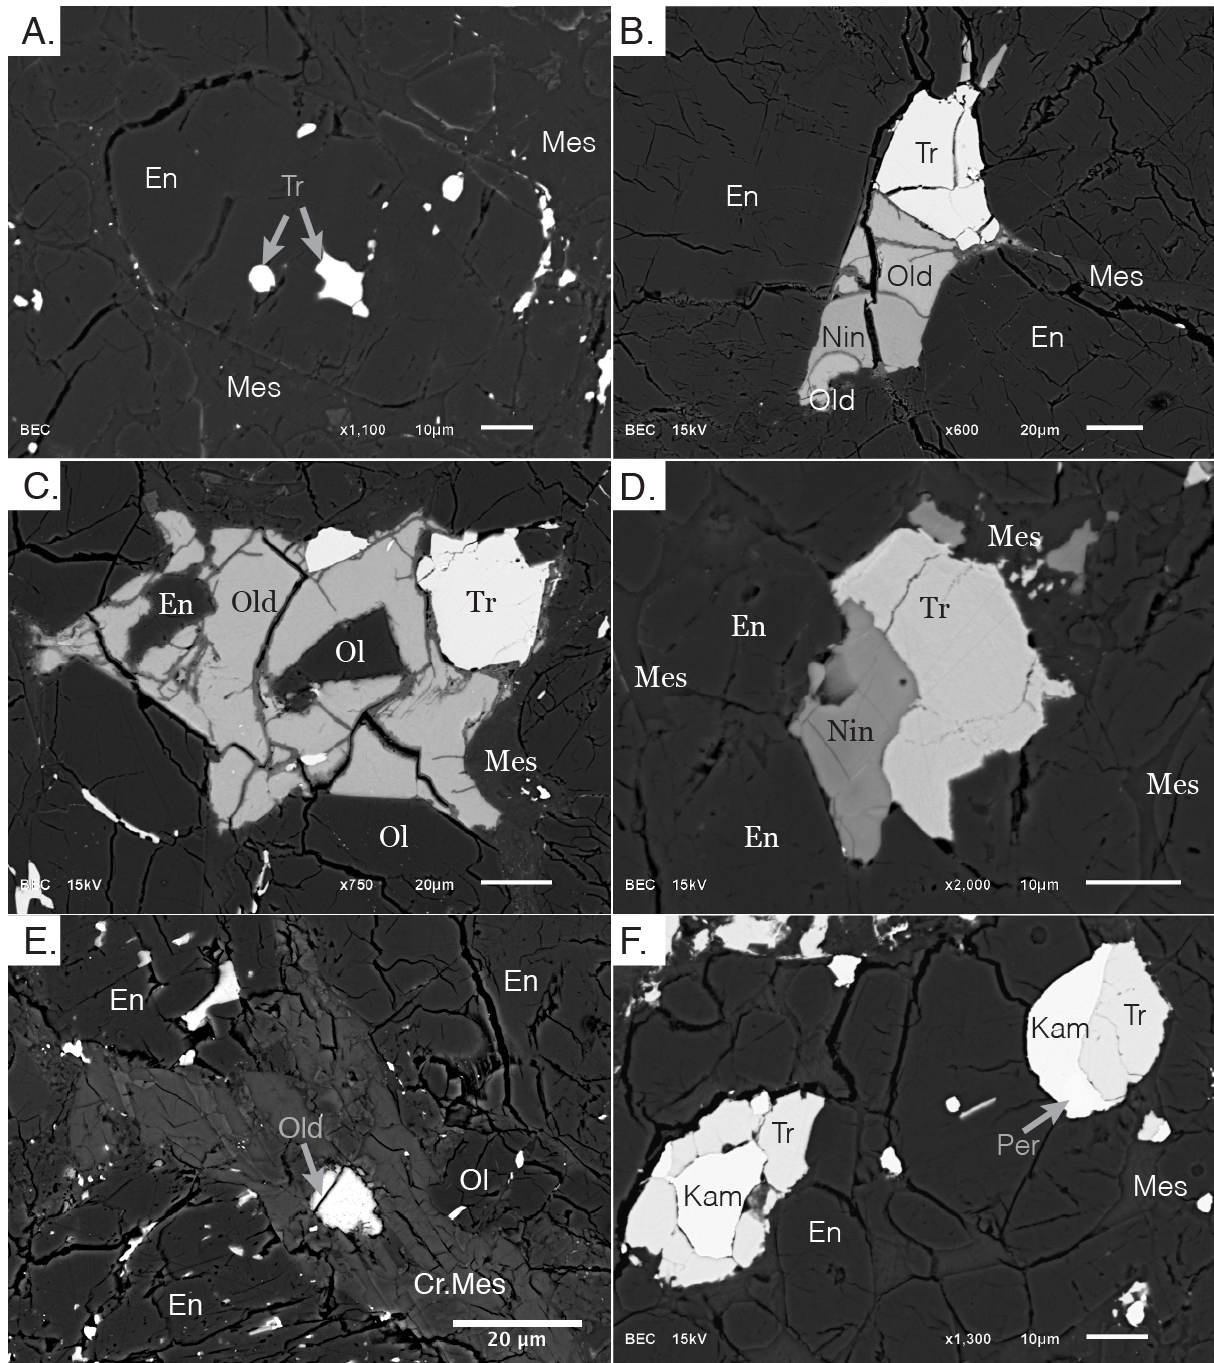 A.
En
Tr
Mes
Mes
BEC x1,100 10µm
B.
Tr
En
Old
Mes
Nin
En
Old
BEC 15kV x600 20µm
C.
En
Old
Tr
Ol
Mes
Ol
BEC 15kV x750 20µm
D.
Mes
Tr
En
Mes
Nin
Mes
En
BEC 15kV x2,000 10µm
E.
En
En
Old
Ol
Cr.Mes
En
20 µm
F.
Kam
Tr
Tr
Per
Kam
Mes
En
BEC 15kV x1,300 10µm